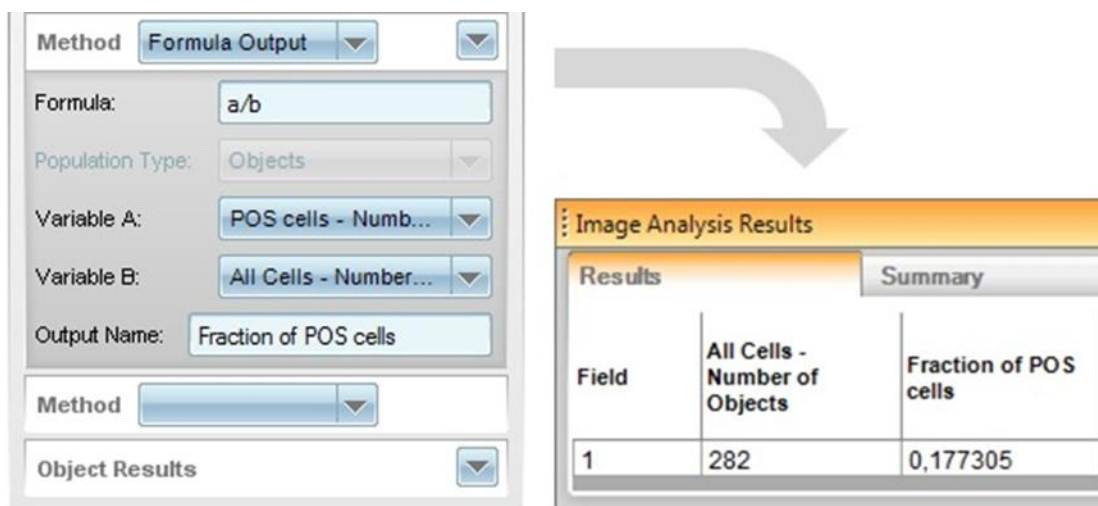 Method Formula Output
Formula: a/b
Population Type: Objects
Variable A: POS cells - Numb...
Variable B: All Cells - Number...
Output Name: Fraction of POS cells
Method
Object Results
Image Analysis Results
Results Summary
Field All Cells - Number of Objects Fraction of POS cells
1 282 0,177305